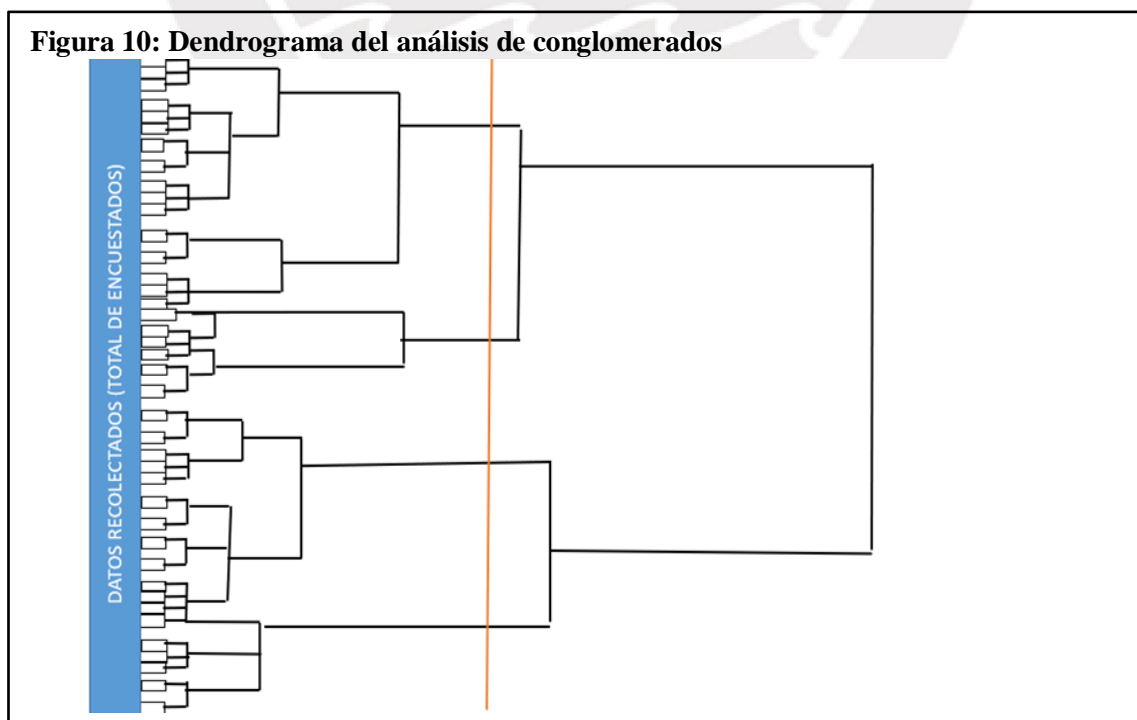 Figura 10: Dendrograma del análisis de conglomerados
DATOS RECOLECTADOS (TOTAL DE ENCUESTADOS)